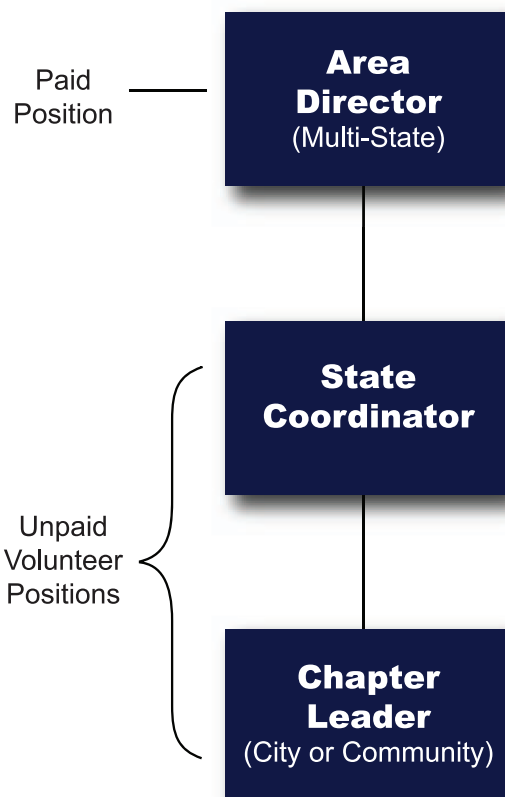 Paid
Position
Area
Director
(Multi-State)
State
Coordinator
Unpaid
Volunteer
Positions
Chapter
Leader
(City or Community)